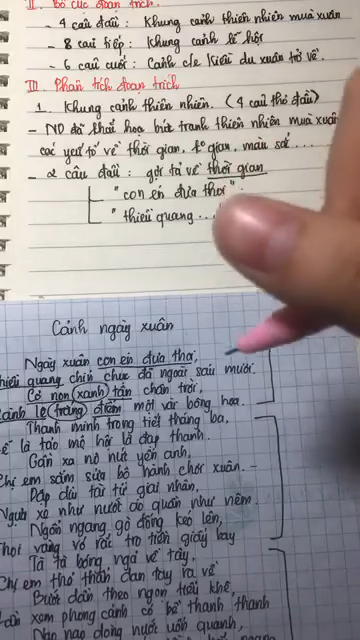 II. Bố cục đoạn trích.
- 4 câu đầu: Khung cảnh thiên nhiên mùa xuân
- 8 câu tiếp: Khung cảnh lễ hội
- 6 câu cuối: Cảnh c/e Kiều du xuân trở về.
III. Phân tích đoạn trích
1. Khung cảnh thiên nhiên. (4 câu thơ đầu)
- ND đã khắc họa bức tranh thiên nhiên mùa xuân
các yếu tố về thời gian, ko gian, màu sắc....
- 2 câu đầu: gợi tả về thời gian
"con én đưa thoi"
"thiều quang...
Cảnh ngày xuân
Ngày xuân con én đưa thoi,
thiều quang chín chục đã ngoài sáu mươi.
Cỏ non (xanh) tận chân trời,
cành lê (trắng) điểm một vài bông hoa.
Thanh minh trong tiết tháng ba,
Lễ là tảo mộ hội là đạp thanh.
Gần xa nô nức yến anh,
Chị em sắm sửa bộ hành chơi xuân.
Dập dìu tài tử giai nhân,
Ngựa xe như nước áo quần như nêm.
Ngổn ngang gò đống kéo lên,
Thoi vàng vó rắc tro tiền giấy bay
Tà tà bóng ngả về tây,
Chị em thơ thẩn dan tay ra về
Bước dần theo ngọn tiểu khê,
Lần xem phong cảnh có bề thanh thanh
Nao nao dòng nước uốn quanh,